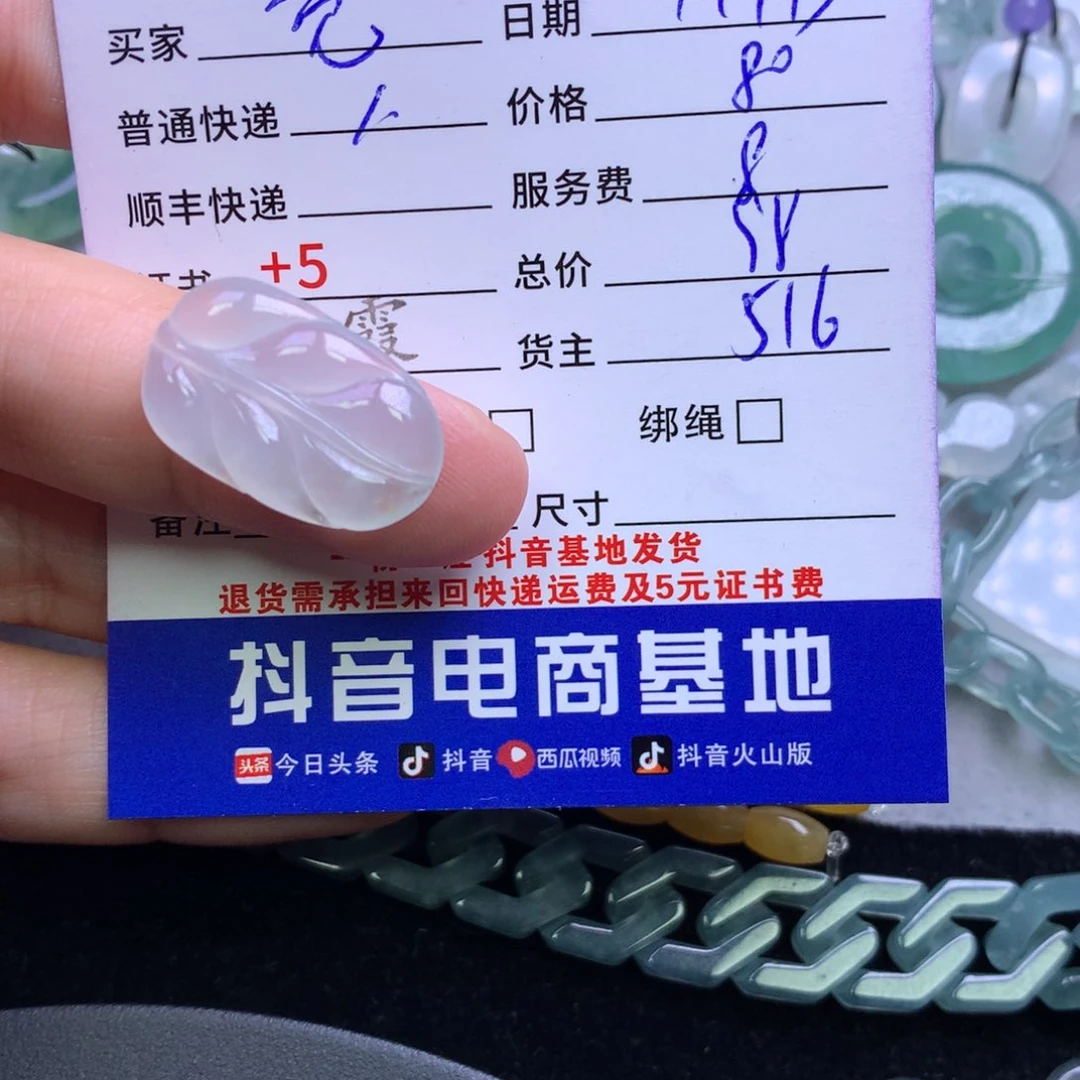 买家 日期
普通快递 价格 80
顺丰快递 服务费 8
证书 +5 总价
霞 货主 516
绑绳
备注 尺寸
抖音基地发货
退货需承担来回快递运费及5元证书费
抖音电商基地
头条 今日头条 抖音 西瓜视频 抖音火山版